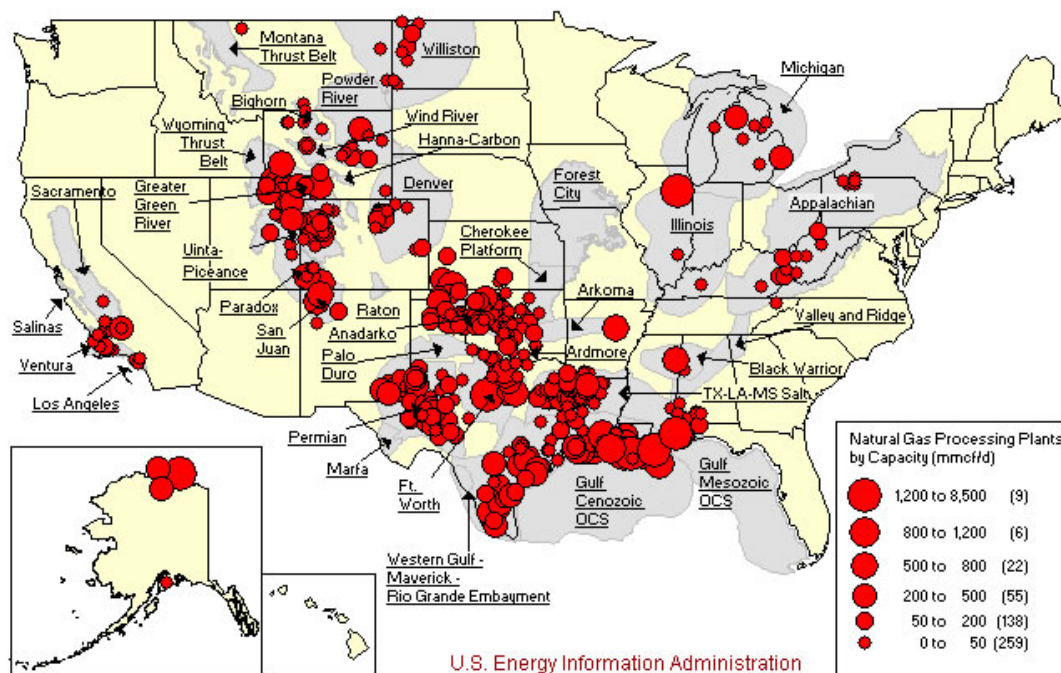 Montana
Thrust Belt
Williston
Michigan
Powder
River
Bighorn
Wind River
Wyoming
Thrust
Belt
Hanna-Carbon
Sacramento
Greater
Green
River
Denver
Forest
City
Illinois
Appalachian
Cherokee
Platform
Uinta-
Piceance
Arkoma
Salinas
Paradox
San
Juan
Raton
Anadarko
Valley and Ridge
Ventura
Palo
Duro
Ardmore
Black Warrior
Los Angeles
TX-LA-MS Salt
Permian
Marfa
Ft.
Worth
Gulf
Cenozoic
OCS
Gulf
Mesozoic
OCS
Western Gulf -
Maverick -
Rio Grande Embayment
Natural Gas Processing Plants
by Capacity (mmcf/d)
1,200 to 8,500 (9)
800 to 1,200 (6)
500 to 800 (22)
200 to 500 (55)
50 to 200 (138)
0 to 50 (259)
U.S. Energy Information Administration